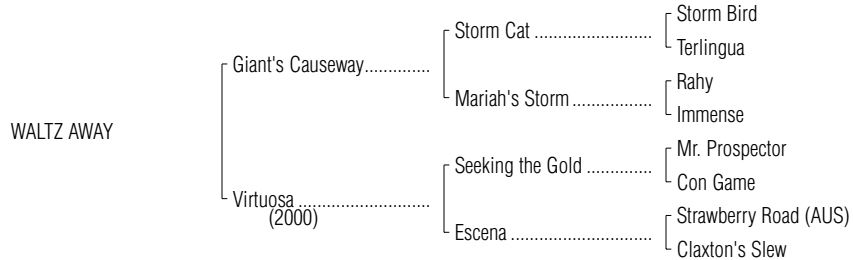 Storm Bird
Storm Cat ..........................
Terlingua
Giant's Causeway..............
Rahy
Mariah's Storm ..................
Immense
WALTZ AWAY
Mr. Prospector
Seeking the Gold ...............
Con Game
Virtuosa .............................
(2000)
Strawberry Road (AUS)
Escena ...............................
Claxton's Slew